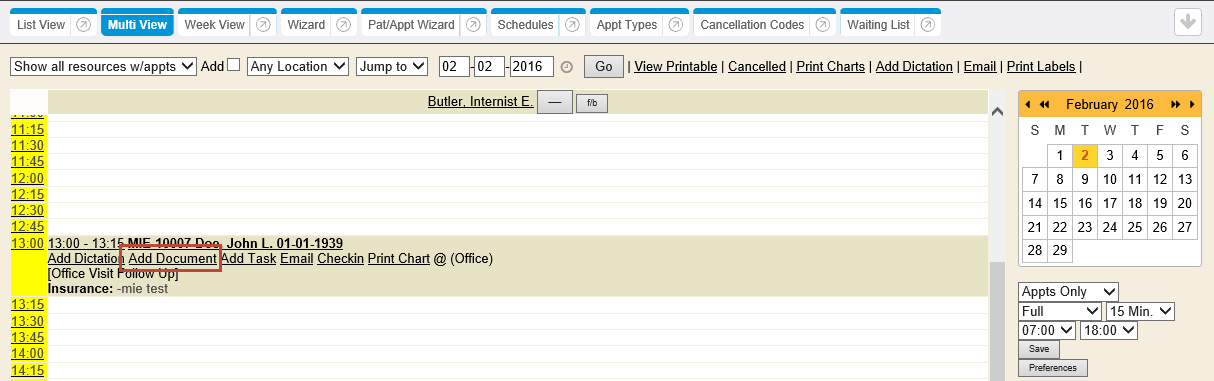 List View Multi View Week View Wizard Pat/Appt Wizard Schedules Appt Types Cancellation Codes Waiting List
Show all resources w/appts Add Any Location Jump to 02 - 02 - 2016 Go | View Printable | Cancelled | Print Charts | Add Dictation | Email | Print Labels |
Butler, Internist E. — f/b
11:00
11:15
11:30
11:45
12:00
12:15
12:30
12:45
13:00 13:00 - 13:15 MIE-10007 Doe, John L. 01-01-1939
Add Dictation Add Document Add Task Email Checkin Print Chart @ (Office)
[Office Visit Follow Up]
Insurance: -mie test
13:15
13:30
13:45
14:00
14:15
February 2016
S M T W T F S
1 2 3 4 5 6
7 8 9 10 11 12 13
14 15 16 17 18 19 20
21 22 23 24 25 26 27
28 29
Appts Only
Full 15 Min.
07:00 18:00
Save
Preferences